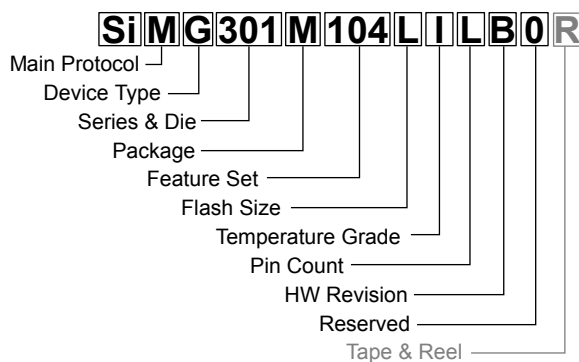 SiMG301M104LILB0R
Main Protocol
Device Type
Series & Die
Package
Feature Set
Flash Size
Temperature Grade
Pin Count
HW Revision
Reserved
Tape & Reel